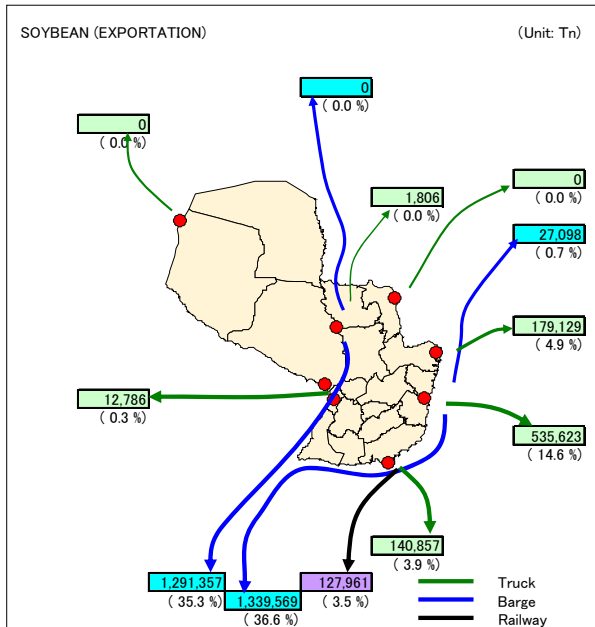 SOYBEAN (EXPORTATION) (Unit: Tn)
0
( 0.0 %)
0
( 0.0 %)
1,806
( 0.0 %)
0
( 0.0 %)
27,098
( 0.7 %)
179,129
( 4.9 %)
12,786
( 0.3 %)
535,623
( 14.6 %)
140,857
( 3.9 %)
1,291,357
( 35.3 %)
1,339,569
( 36.6 %)
127,961
( 3.5 %)
Truck
Barge
Railway